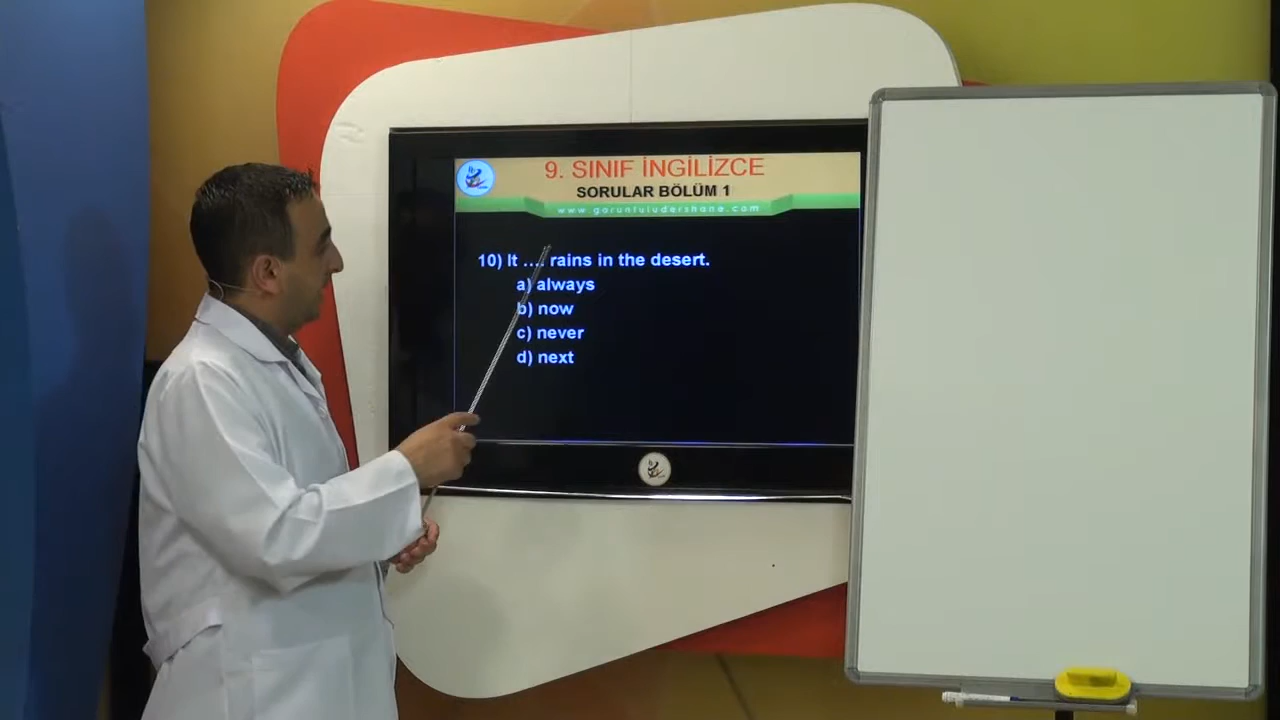 9. SINIF İNGİLİZCE
SORULAR BÖLÜM 1
www.goruntuludershane.com
10) It .... rains in the desert.
a) always
b) now
c) never
d) next